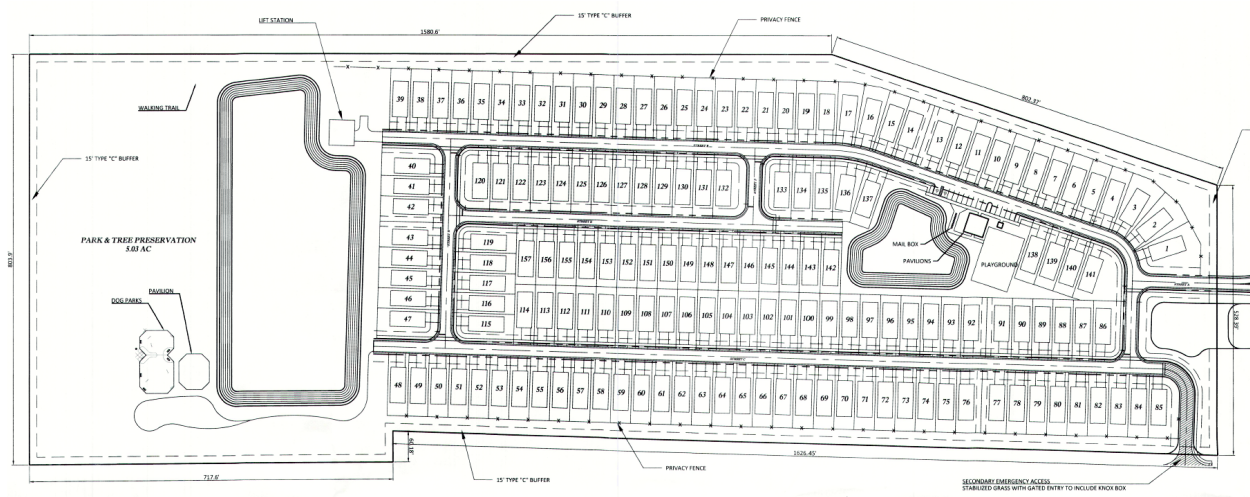 15' TYPE "C" BUFFER
LIFT STATION
PRIVACY FENCE
1580.6'
802.37'
WALKING TRAIL
39 38 37 36 35 34 33 32 31 30 29 28 27 26 25 24 23 22 21 20 19 18 17 16 15 14 13 12 11 10 9 8 7 6 5 4 3 2 1
15' TYPE "C" BUFFER
STREET B
40
41
42
43
44
45
46
47
120 121 122 123 124 125 126 127 128 129 130 131 132
133 134 135 136 137
803.9'
PARK & TREE PRESERVATION
5.03 AC
MAIL BOX
PAVILIONS
PLAYGROUND
138 139 140 141
119
118
117
116
115
157 156 155 154 153 152 151 150 149 148 147 146 145 144 143 142
PAVILION
DOG PARKS
114 113 112 111 110 109 108 107 106 105 104 103 102 101 100 99 98 97 96 95 94 93 92 91 90 89 88 87 86
528.89'
STREET C
48 49 50 51 52 53 54 55 56 57 58 59 60 61 62 63 64 65 66 67 68 69 70 71 72 73 74 75 76 77 78 79 80 81 82 83 84 85
60.18'
1626.45'
717.6'
15' TYPE "C" BUFFER
PRIVACY FENCE
SECONDARY EMERGENCY ACCESS
STABILIZED GRASS WITH GATED ENTRY TO INCLUDE KNOX BOX